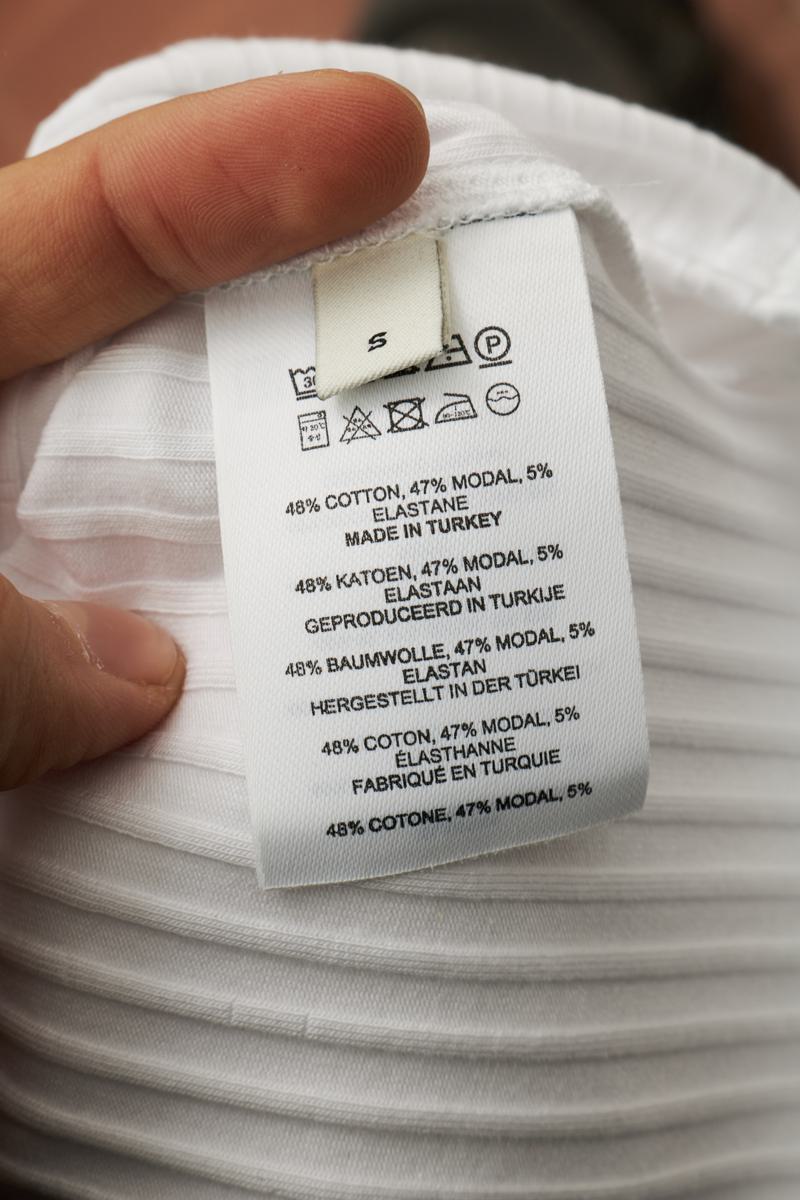 S
30
P
48% COTTON, 47% MODAL, 5%
ELASTANE
MADE IN TURKEY
48% KATOEN, 47% MODAL, 5%
ELASTAAN
GEPRODUCEERD IN TURKIJE
48% BAUMWOLLE, 47% MODAL, 5%
ELASTAN
HERGESTELLT IN DER TÜRKEI
48% COTON, 47% MODAL, 5%
ÉLASTHANNE
FABRIQUÉ EN TURQUIE
48% COTONE, 47% MODAL, 5%